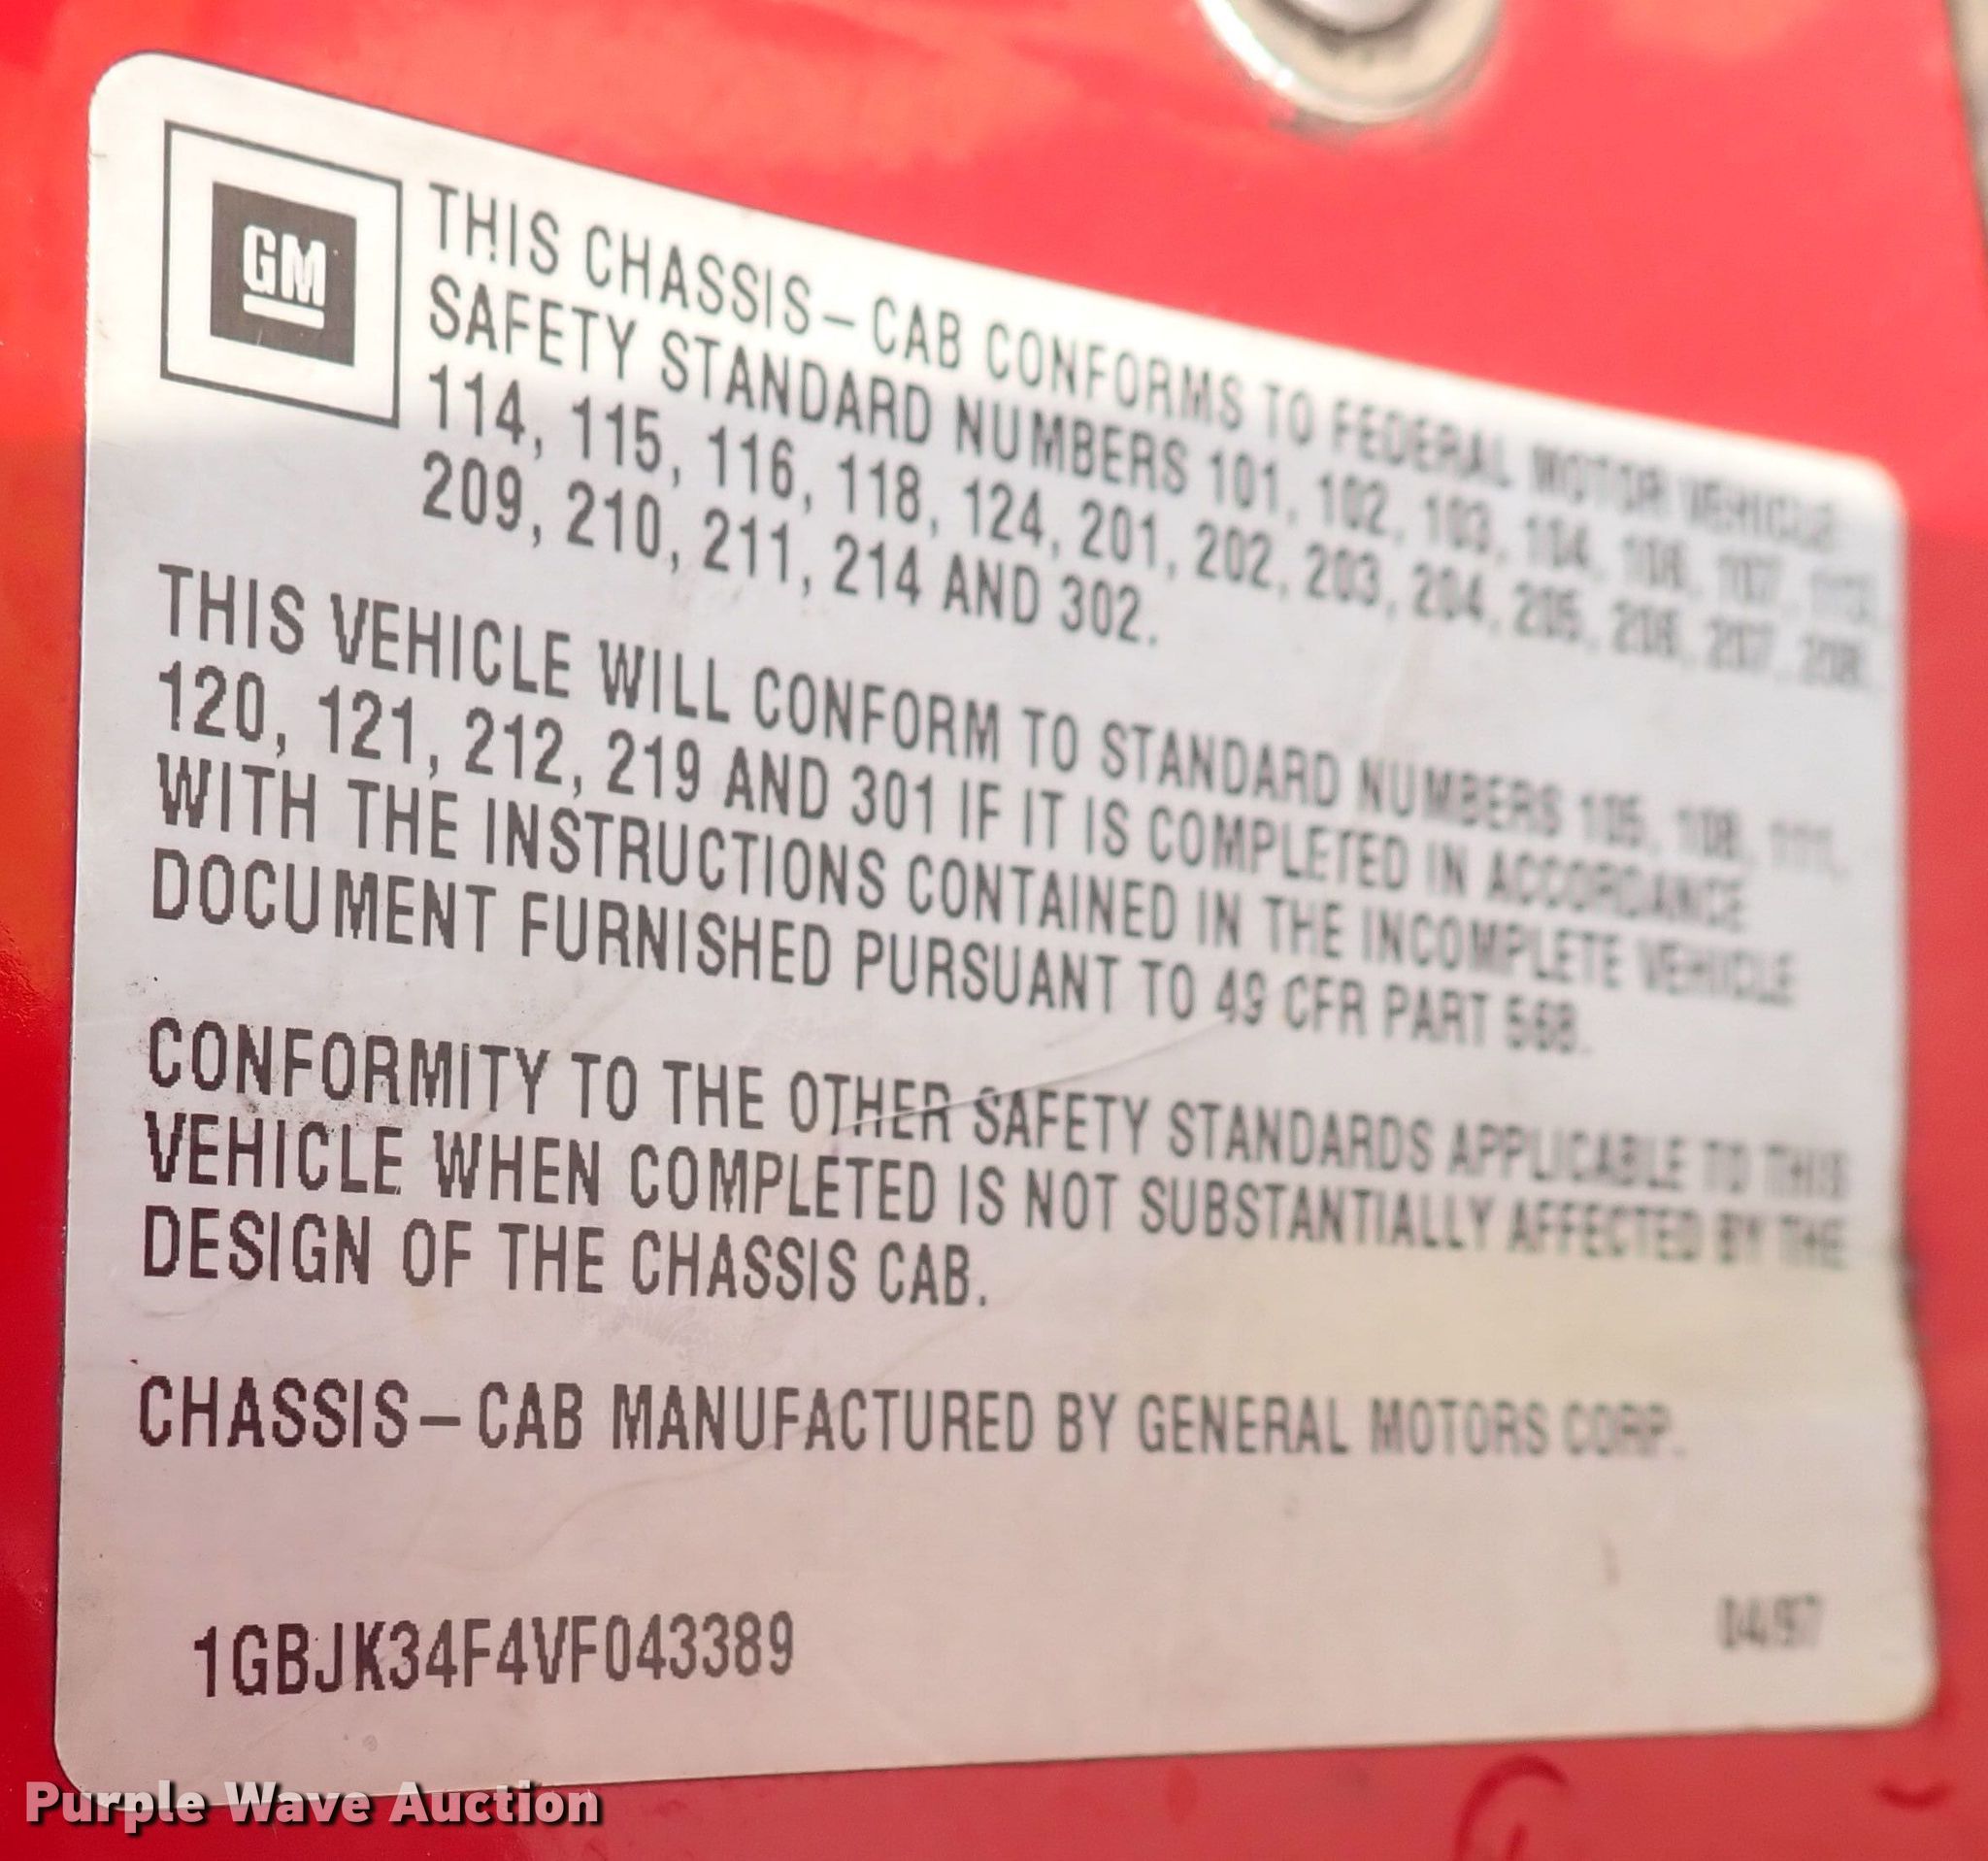 GM
THIS CHASSIS-CAB CONFORMS TO FEDERAL MOTOR VEHICLE
SAFETY STANDARD NUMBERS 101, 102, 103, 104, 106, 107, 113,
114, 115, 116, 118, 124, 201, 202, 203, 204, 205, 206, 207, 208,
209, 210, 211, 214 AND 302.
THIS VEHICLE WILL CONFORM TO STANDARD NUMBERS 105, 108, 111,
120, 121, 212, 219 AND 301 IF IT IS COMPLETED IN ACCORDANCE
WITH THE INSTRUCTIONS CONTAINED IN THE INCOMPLETE VEHICLE
DOCUMENT FURNISHED PURSUANT TO 49 CFR PART 568.
CONFORMITY TO THE OTHER SAFETY STANDARDS APPLICABLE TO THIS
VEHICLE WHEN COMPLETED IS NOT SUBSTANTIALLY AFFECTED BY THE
DESIGN OF THE CHASSIS CAB.
CHASSIS-CAB MANUFACTURED BY GENERAL MOTORS CORP.
1GBJK34F4VF043389
04/97
Purple Wave Auction